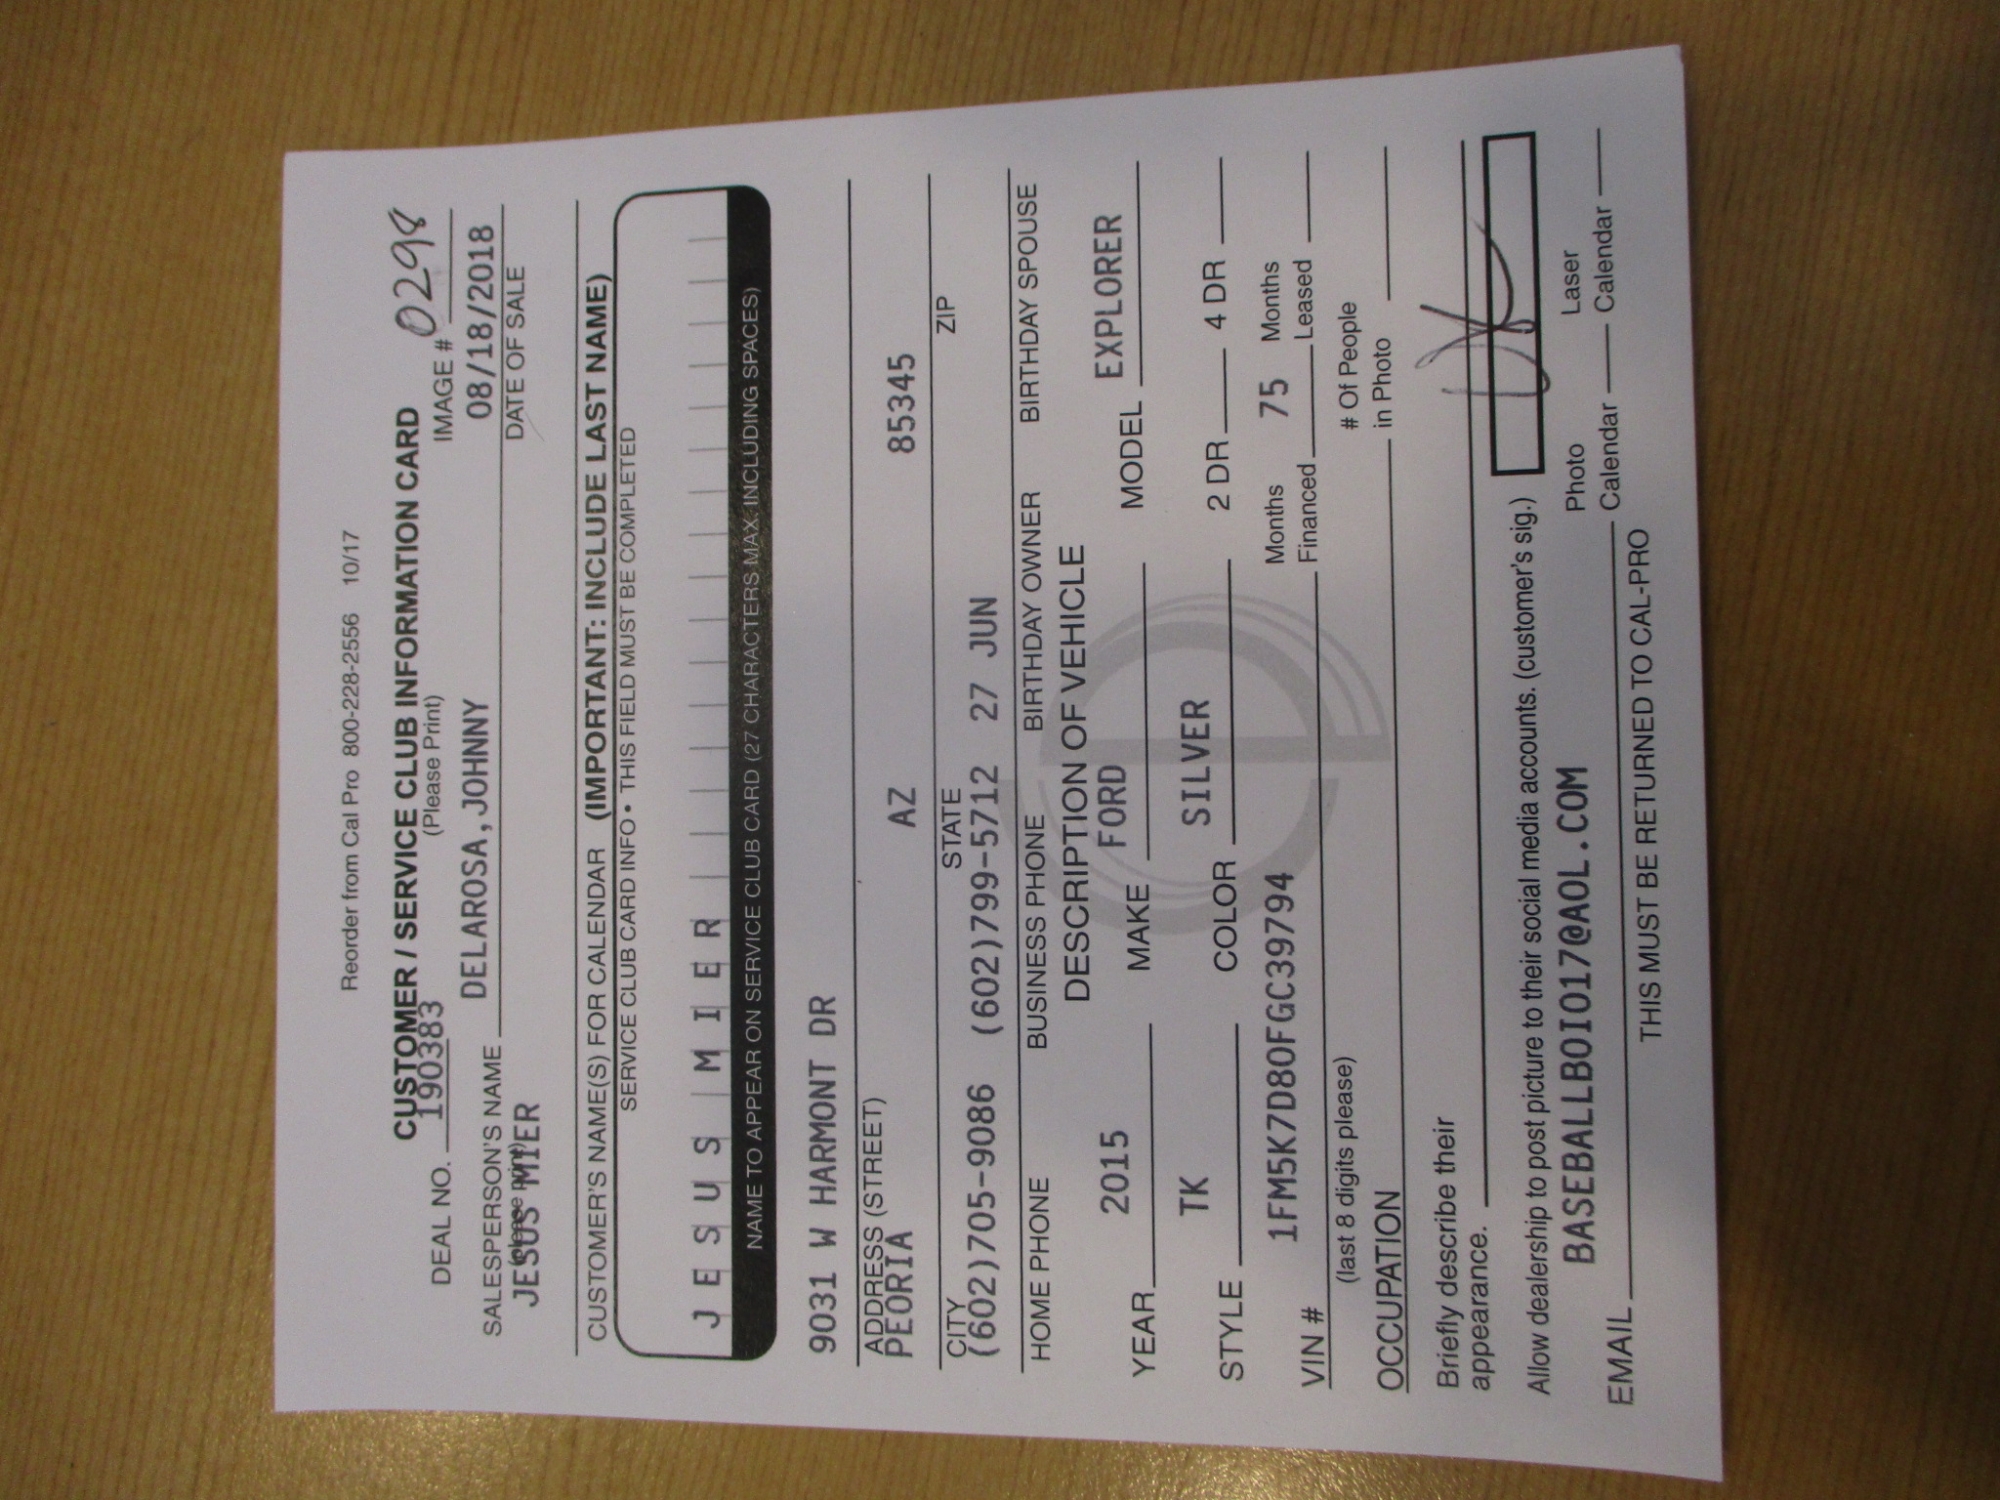 Reorder from Cal Pro 800-228-2556 10/17
CUSTOMER / SERVICE CLUB INFORMATION CARD
(Please Print)
DEAL NO. 190383 IMAGE # 0298
SALESPERSON'S NAME DELAROSA,JOHNNY 08/18/2018
(please print) DATE OF SALE
JESUS MIER
CUSTOMER'S NAME(S) FOR CALENDAR (IMPORTANT: INCLUDE LAST NAME)
SERVICE CLUB CARD INFO • THIS FIELD MUST BE COMPLETED
JESUS MIER
NAME TO APPEAR ON SERVICE CLUB CARD (27 CHARACTERS MAX. INCLUDING SPACES)
9031 W HARMONT DR
ADDRESS (STREET)
PEORIA AZ 85345
CITY STATE ZIP
(602)705-9086 (602)799-5712 27 JUN
HOME PHONE BUSINESS PHONE BIRTHDAY OWNER BIRTHDAY SPOUSE
DESCRIPTION OF VEHICLE
YEAR 2015 MAKE FORD MODEL EXPLORER
STYLE TK COLOR SILVER 2 DR 4 DR
VIN # 1FM5K7D80FGC39794 Months Financed 75 Months Leased
(last 8 digits please)
OCCUPATION # Of People in Photo
Briefly describe their
appearance.
Allow dealership to post picture to their social media accounts. (customer's sig.)
EMAIL BASEBALLBOIO17@AOL.COM Photo Calendar Laser Calendar
THIS MUST BE RETURNED TO CAL-PRO